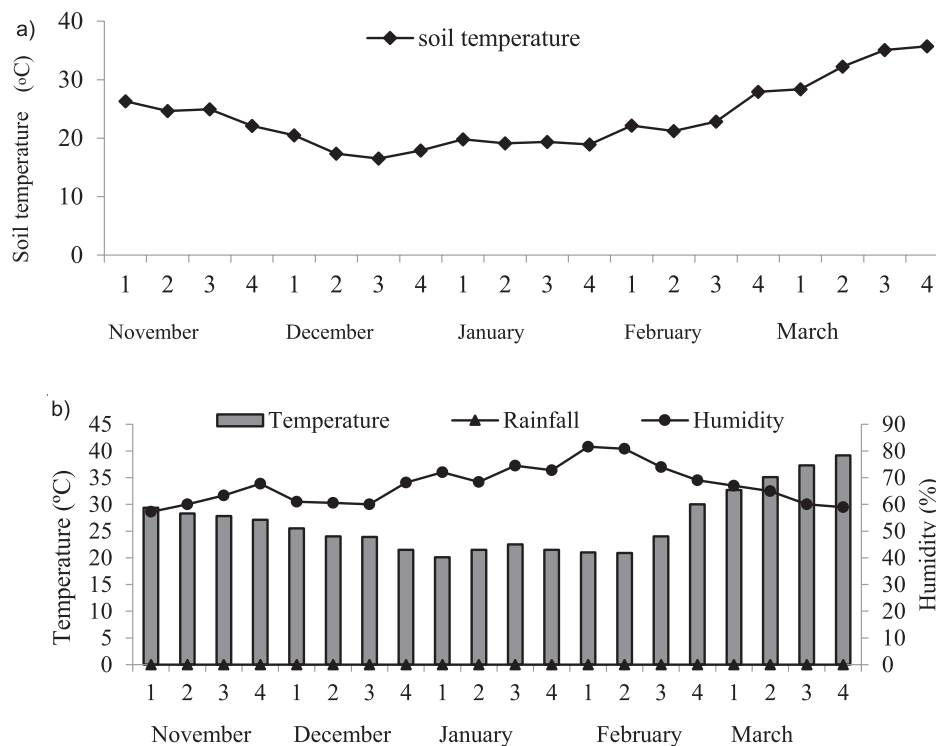 a)
soil temperature
Soil temperature (oC)
40
30
20
10
0
1 2 3 4 1 2 3 4 1 2 3 4 1 2 3 4 1 2 3 4
November December January February March
b)
Temperature Rainfall Humidity
Temperature (ºC)
45
40
35
30
25
20
15
10
5
0
Humidity (%)
90
80
70
60
50
40
30
20
10
0
1 2 3 4 1 2 3 4 1 2 3 4 1 2 3 4 1 2 3 4
November December January February March